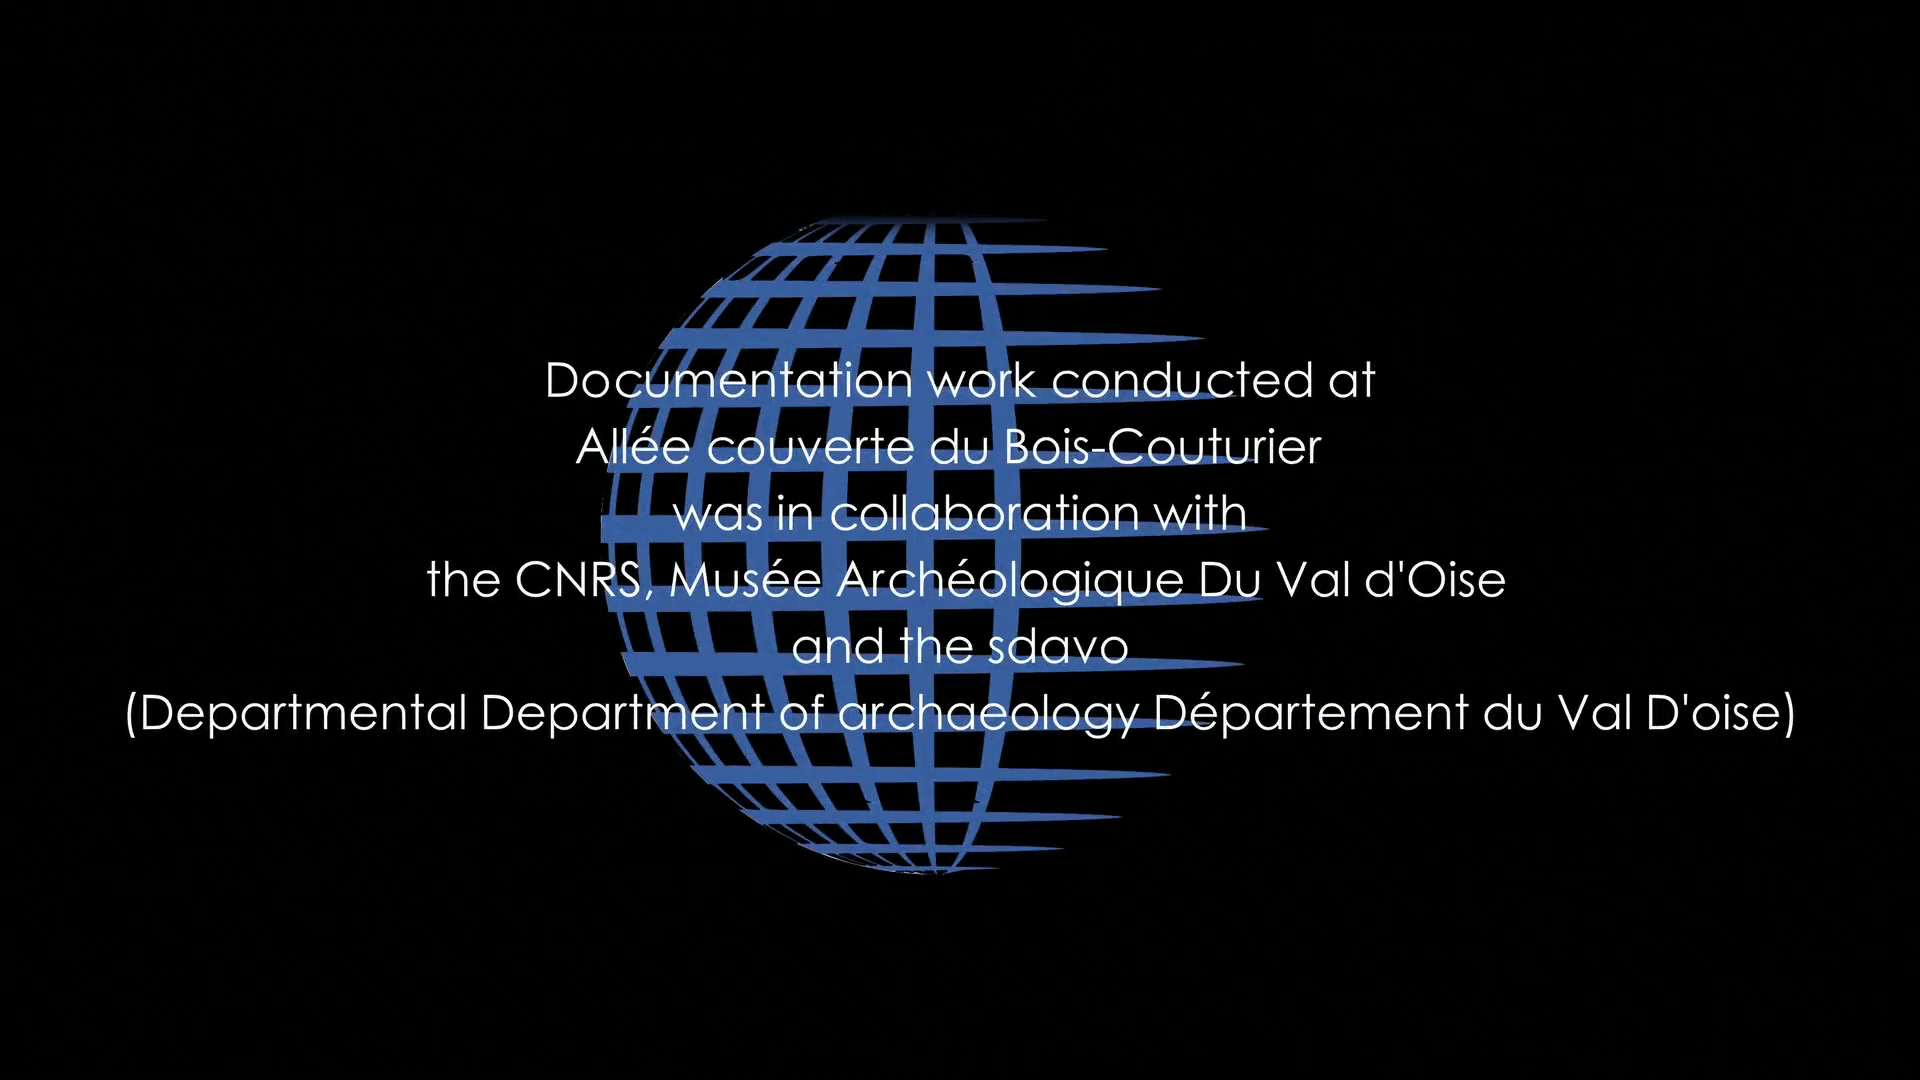 Documentation work conducted at
Allée couverte du Bois-Couturier
was in collaboration with
the CNRS, Musée Archéologique Du Val d'Oise
and the sdavo
(Departmental Department of archaeology Département du Val D'oise)